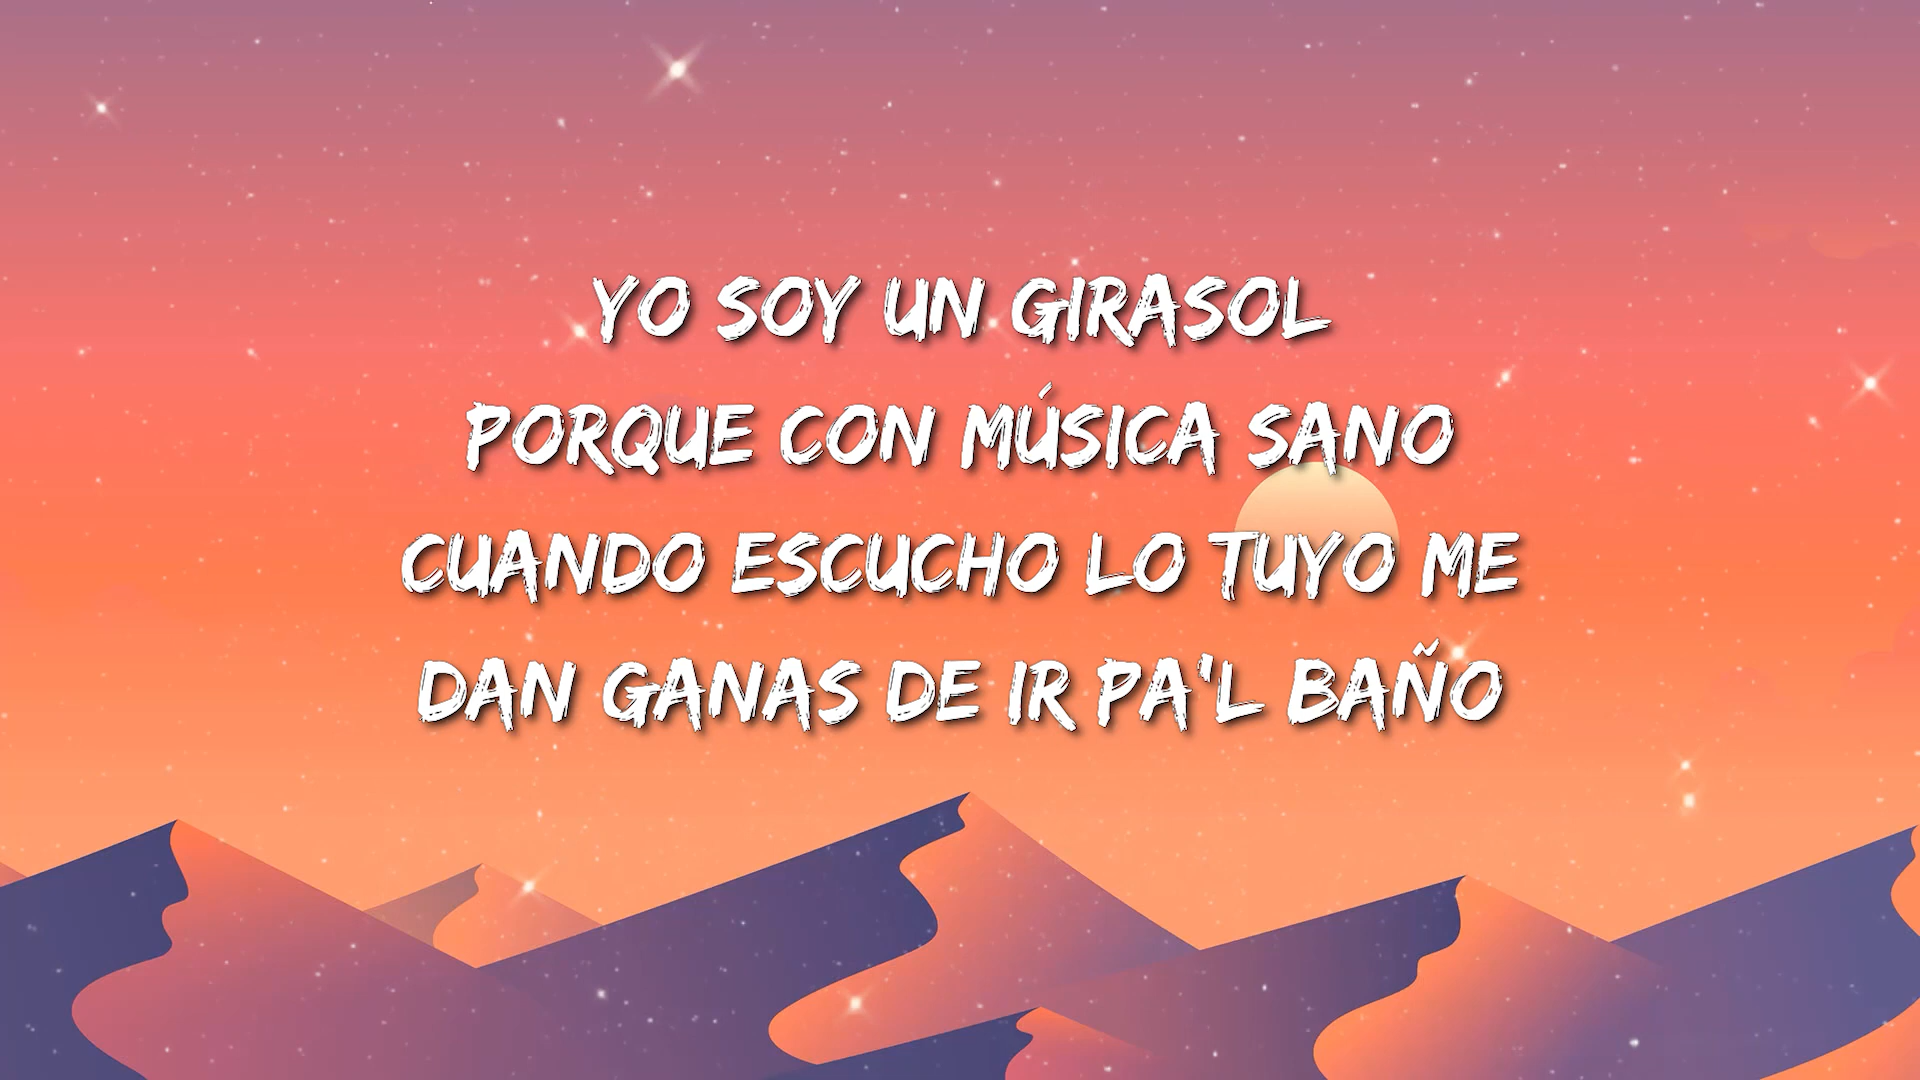 YO SOY UN GIRASOL
PORQUE CON MÚSICA SANO
CUANDO ESCUCHO LO TUYO ME
DAN GANAS DE IR PA'L BAÑO